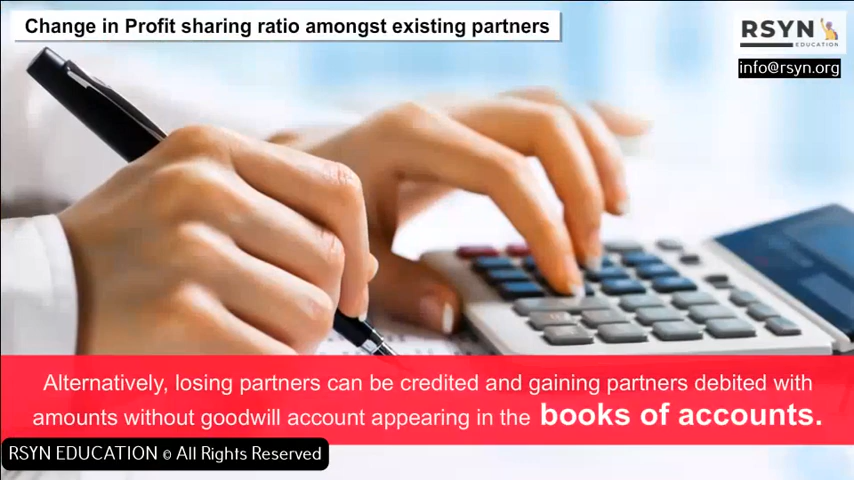 Change in Profit sharing ratio amongst existing partners
RSYN
EDUCATION
info@rsyn.org
Alternatively, losing partners can be credited and gaining partners debited with
amounts without goodwill account appearing in the books of accounts.
RSYN EDUCATION © All Rights Reserved